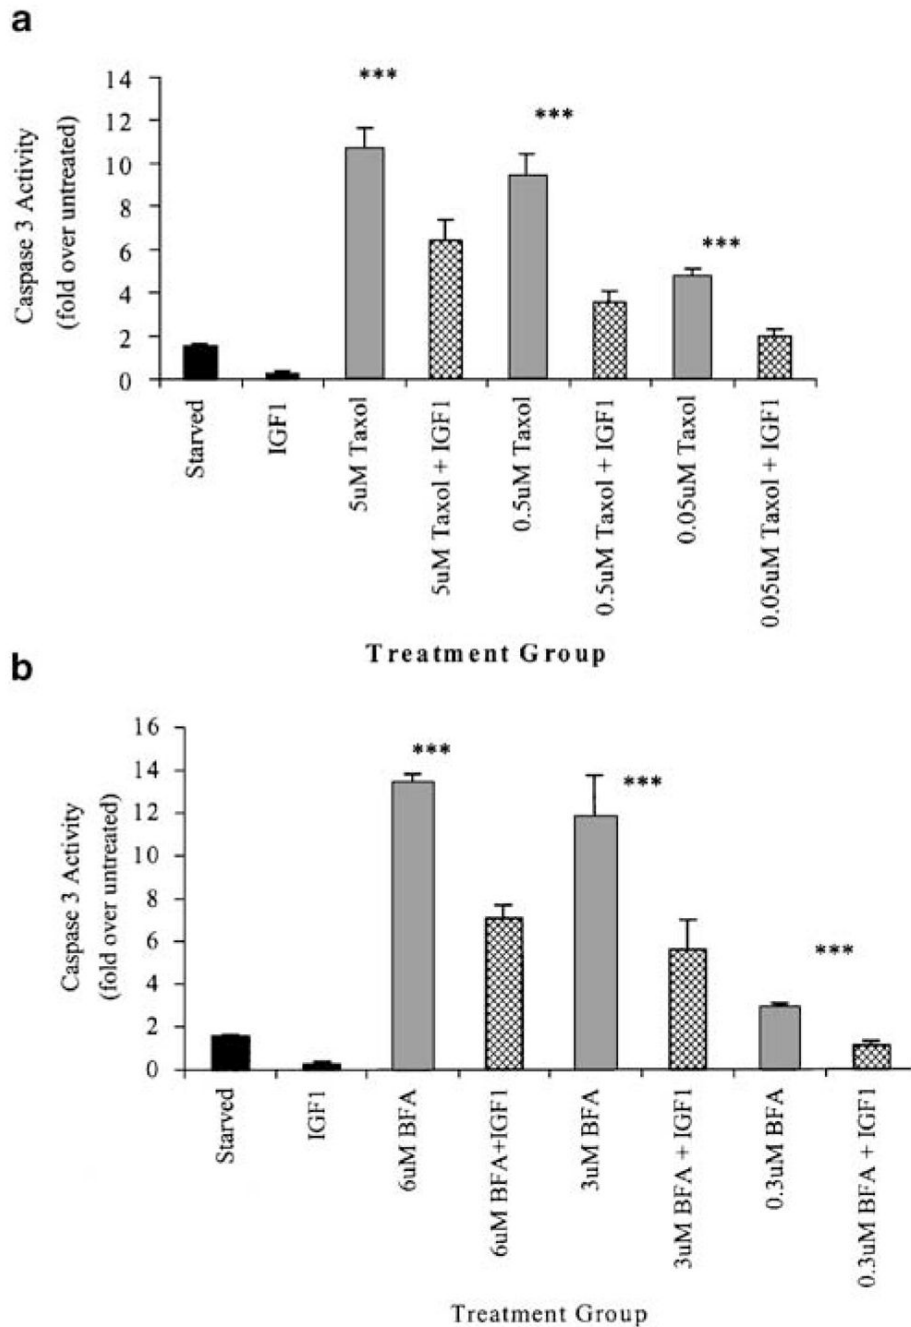 a
Caspase 3 Activity
(fold over untreated)
14
12
10
8
6
4
2
0
***
***
***
Starved
IGF1
5uM Taxol
5uM Taxol + IGF1
0.5uM Taxol
0.5uM Taxol + IGF1
0.05uM Taxol
0.05uM Taxol + IGF1
Treatment Group
b
Caspase 3 Activity
(fold over untreated)
16
14
12
10
8
6
4
2
0
***
***
***
Starved
IGF1
6uM BFA
6uM BFA+IGF1
3uM BFA
3uM BFA + IGF1
0.3uM BFA
0.3uM BFA + IGF1
Treatment Group